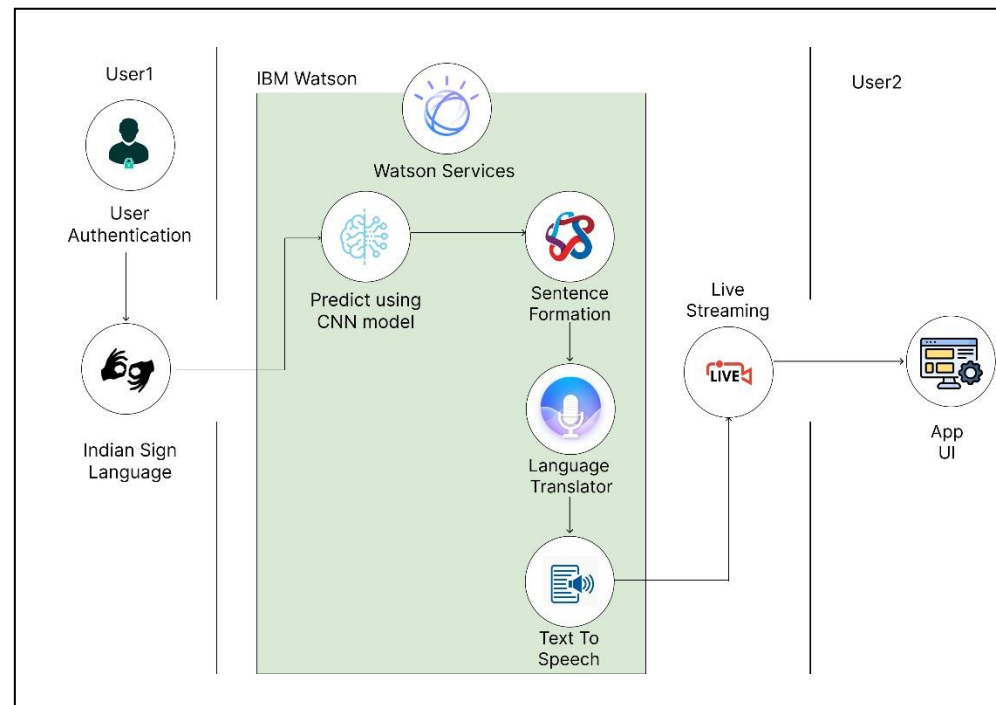 User1
User
Authentication
Indian Sign
Language
IBM Watson
Watson Services
Predict using
CNN model
Sentence
Formation
Language
Translator
Text To
Speech
Live
Streaming
LIVE
User2
App
UI